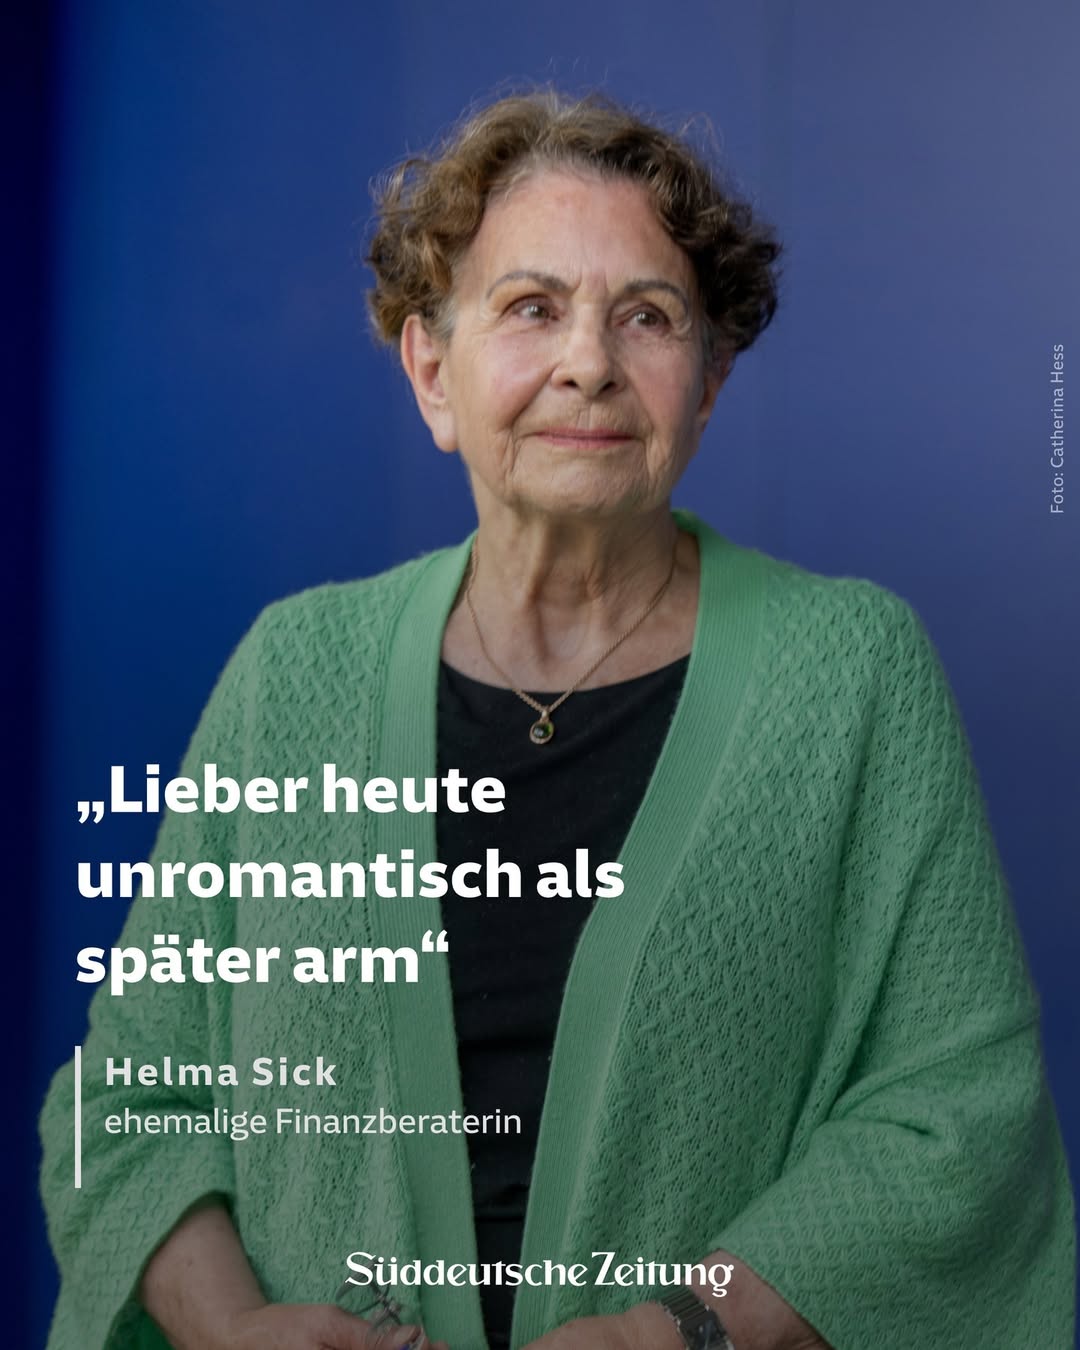 Foto: Catherina Hess
„Lieber heute
unromantisch als
später arm“
Helma Sick
ehemalige Finanzberaterin
Süddeutsche Zeitung